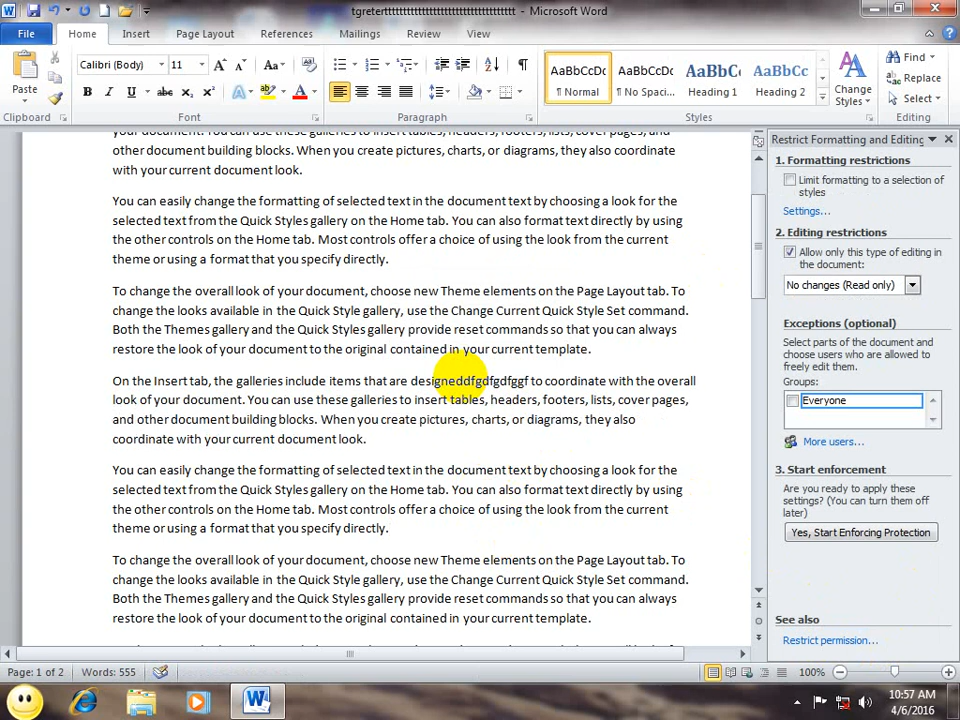 tgretertttttttttttttttttttttttttttttttttttt - Microsoft Word
File Home Insert Page Layout References Mailings Review View
Paste
Calibri (Body) 11
AaBbCcDc AaBbCcDc AaBbCc AaBbCc
¶ Normal ¶ No Spaci... Heading 1 Heading 2
Change Styles
Find
Replace
Select
Clipboard Font Paragraph Styles Editing
your document. You can use these galleries to insert tables, headers, footers, lists, cover pages, and
other document building blocks. When you create pictures, charts, or diagrams, they also coordinate
with your current document look.
You can easily change the formatting of selected text in the document text by choosing a look for the
selected text from the Quick Styles gallery on the Home tab. You can also format text directly by using
the other controls on the Home tab. Most controls offer a choice of using the look from the current
theme or using a format that you specify directly.
To change the overall look of your document, choose new Theme elements on the Page Layout tab. To
change the looks available in the Quick Style gallery, use the Change Current Quick Style Set command.
Both the Themes gallery and the Quick Styles gallery provide reset commands so that you can always
restore the look of your document to the original contained in your current template.
On the Insert tab, the galleries include items that are designeddfgdfgdfggf to coordinate with the overall
look of your document. You can use these galleries to insert tables, headers, footers, lists, cover pages,
and other document building blocks. When you create pictures, charts, or diagrams, they also
coordinate with your current document look.
You can easily change the formatting of selected text in the document text by choosing a look for the
selected text from the Quick Styles gallery on the Home tab. You can also format text directly by using
the other controls on the Home tab. Most controls offer a choice of using the look from the current
theme or using a format that you specify directly.
To change the overall look of your document, choose new Theme elements on the Page Layout tab. To
change the looks available in the Quick Style gallery, use the Change Current Quick Style Set command.
Both the Themes gallery and the Quick Styles gallery provide reset commands so that you can always
restore the look of your document to the original contained in your current template.
Restrict Formatting and Editing
1. Formatting restrictions
Limit formatting to a selection of
styles
Settings...
2. Editing restrictions
Allow only this type of editing in
the document:
No changes (Read only)
Exceptions (optional)
Select parts of the document and
choose users who are allowed to
freely edit them.
Groups:
Everyone
More users...
3. Start enforcement
Are you ready to apply these
settings? (You can turn them off
later)
Yes, Start Enforcing Protection
See also
Restrict permission...
Page: 1 of 2 Words: 555 100%
10:57 AM
4/6/2016